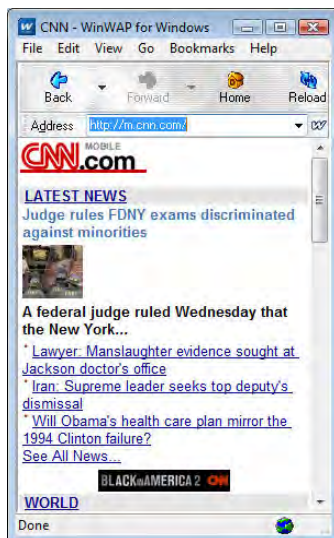 CNN - WinWAP for Windows
File Edit View Go Bookmarks Help
Back Forward Home Reload
Address http://m.cnn.com/
CNN MOBILE
.com
LATEST NEWS
Judge rules FDNY exams discriminated
against minorities
A federal judge ruled Wednesday that
the New York...
Lawyer: Manslaughter evidence sought at
Jackson doctor's office
Iran: Supreme leader seeks top deputy's
dismissal
Will Obama's health care plan mirror the
1994 Clinton failure?
See All News...
BLACK IN AMERICA 2 CNN
WORLD
Done